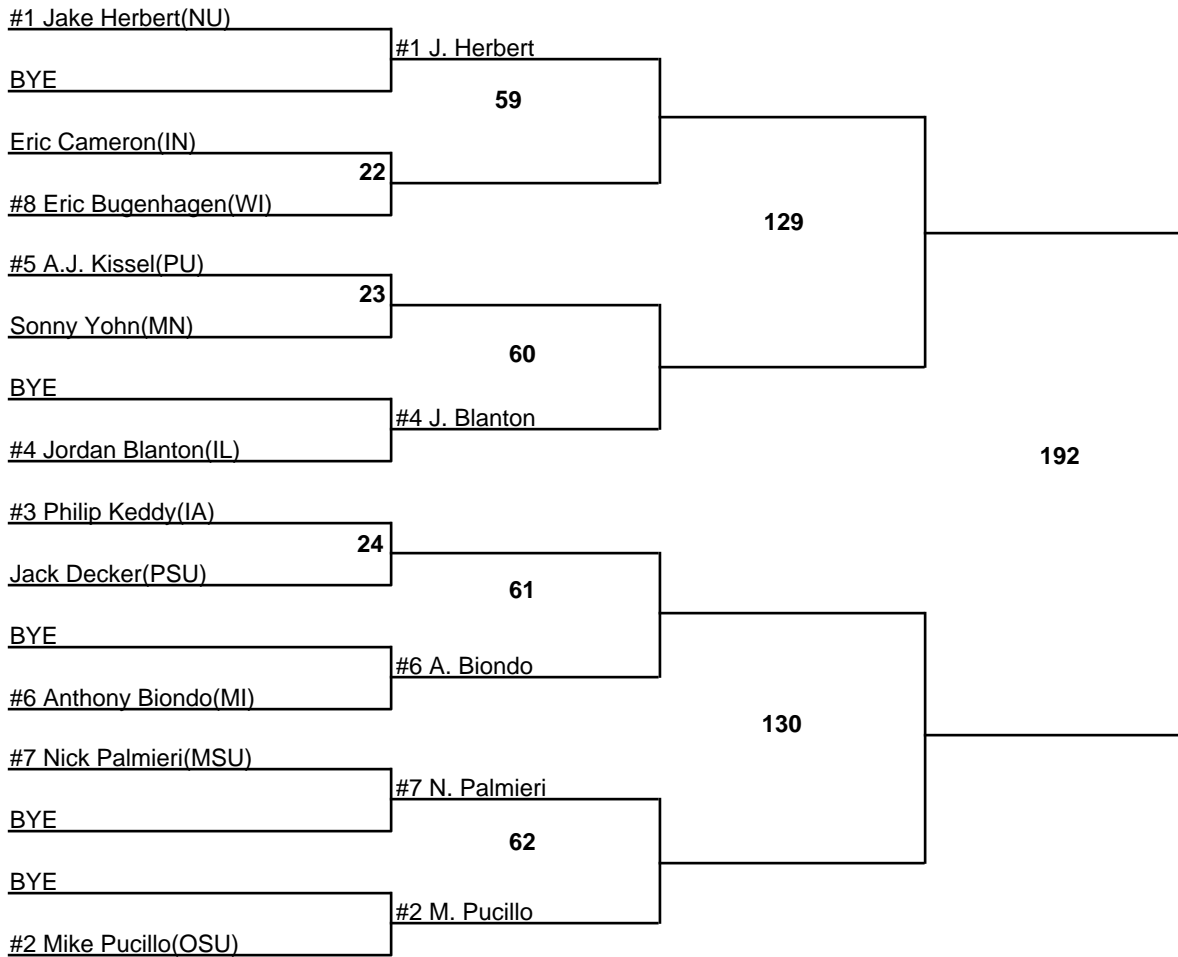 #1 Jake Herbert(NU)
#1 J. Herbert
BYE
59
Eric Cameron(IN)
22
#8 Eric Bugenhagen(WI)
129
#5 A.J. Kissel(PU)
23
Sonny Yohn(MN)
60
BYE
#4 J. Blanton
#4 Jordan Blanton(IL)
192
#3 Philip Keddy(IA)
24
Jack Decker(PSU)
61
BYE
#6 A. Biondo
#6 Anthony Biondo(MI)
130
#7 Nick Palmieri(MSU)
#7 N. Palmieri
BYE
62
BYE
#2 M. Pucillo
#2 Mike Pucillo(OSU)